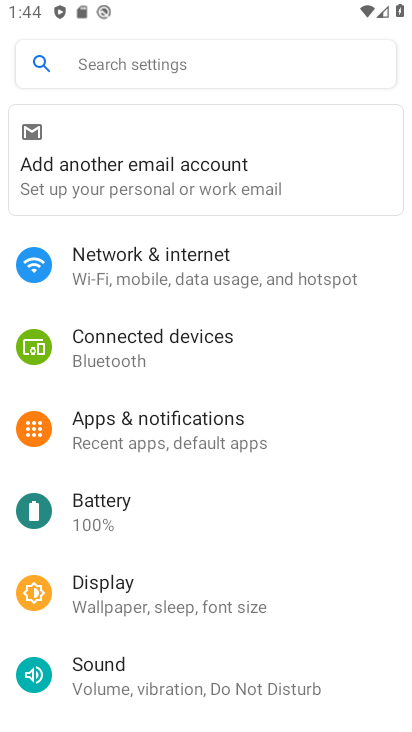 1:44
Search settings
Add another email account
Set up your personal or work email
Network & internet
Wi-Fi, mobile, data usage, and hotspot
Connected devices
Bluetooth
Apps & notifications
Recent apps, default apps
Battery
100%
Display
Wallpaper, sleep, font size
Sound
Volume, vibration, Do Not Disturb